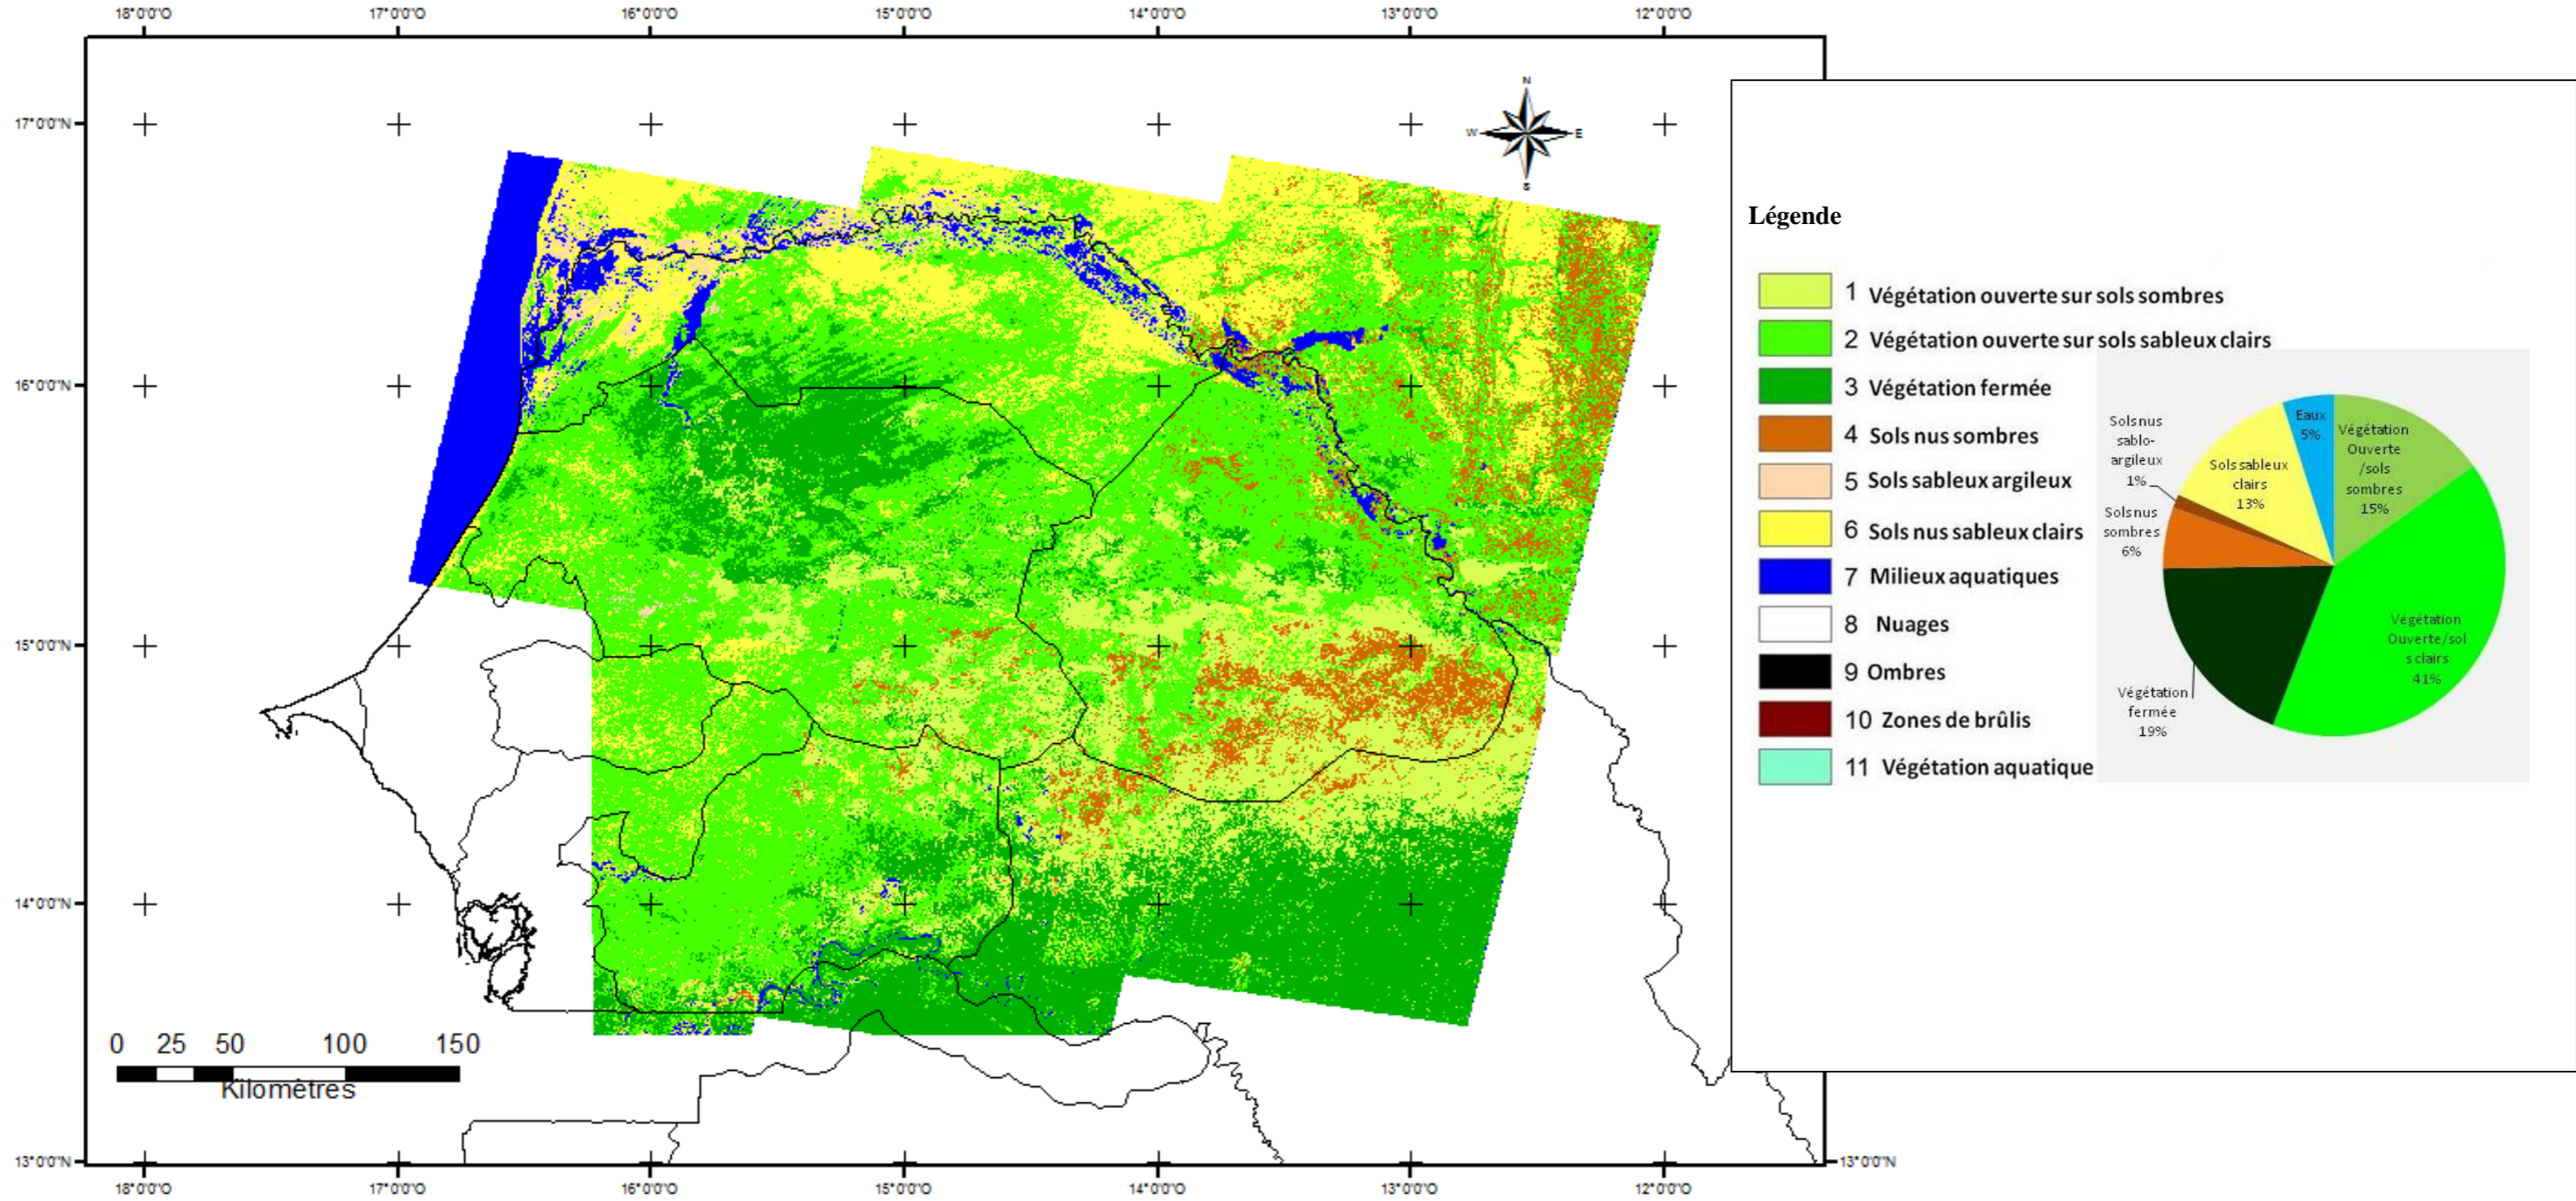 18°0'0"O 17°0'0"O 16°0'0"O 15°0'0"O 14°0'0"O 13°0'0"O 12°0'0"O
N
W E
S
17°0'0"N
16°0'0"N
15°0'0"N
14°0'0"N
13°0'0"N
13°0'0"N
0 25 50 100 150
Kilomètres
18°0'0"O 17°0'0"O 16°0'0"O 15°0'0"O 14°0'0"O 13°0'0"O 12°0'0"O
Légende
1 Végétation ouverte sur sols sombres
2 Végétation ouverte sur sols sableux clairs
3 Végétation fermée
4 Sols nus sombres
5 Sols sableux argileux
6 Sols nus sableux clairs
7 Milieux aquatiques
8 Nuages
9 Ombres
10 Zones de brûlis
11 Végétation aquatique
Eaux
5%
Végétation
Ouverte
/sols
sombres
15%
Végétation
Ouverte/sol
s clairs
41%
Végétation
fermée
19%
Sols nus
sombres
6%
Sols nus
sablo-
argileux
1%
Sols sableux
clairs
13%